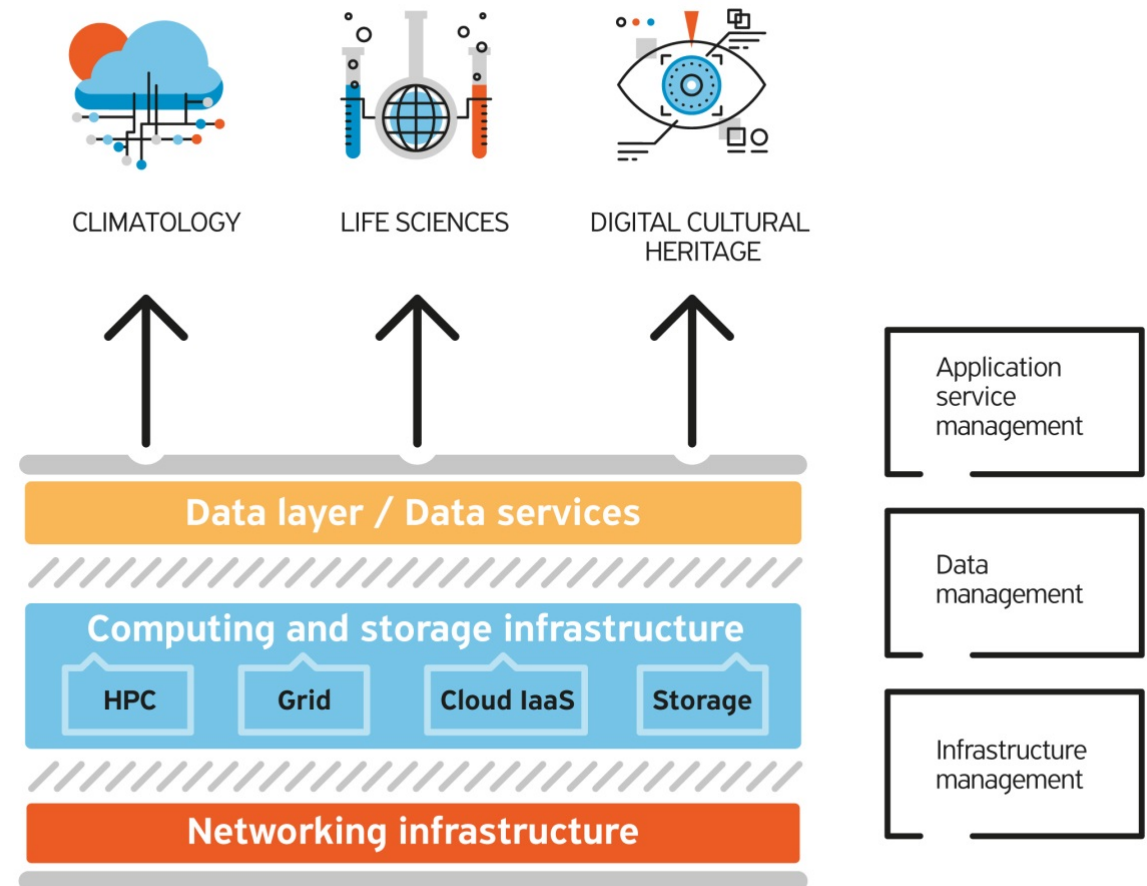 CLIMATOLOGY
LIFE SCIENCES
DIGITAL CULTURAL
HERITAGE
Data layer / Data services
Computing and storage infrastructure
HPC
Grid
Cloud IaaS
Storage
Networking infrastructure
Application
service
management
Data
management
Infrastructure
management